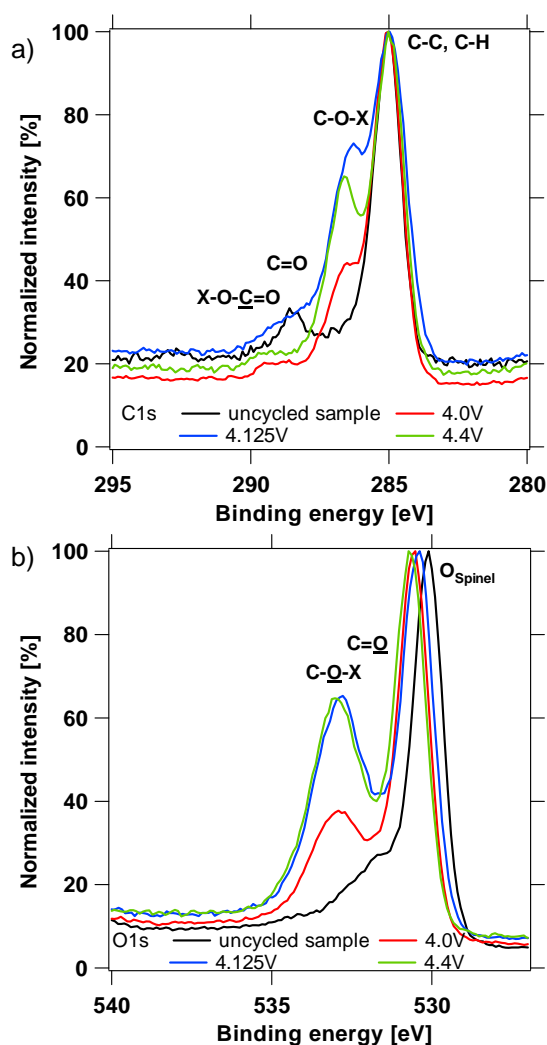 a)
100
80
60
40
20
0
Normalized intensity [%]
C-C, C-H
C-O-X
C=O
X-O-C=O
C1s uncycled sample 4.0V
4.125V 4.4V
295 290 285 280
Binding energy [eV]
b)
100
80
60
40
20
0
Normalized intensity [%]
OSpinel
C=O
C-O-X
O1s uncycled sample 4.0V
4.125V 4.4V
540 535 530
Binding energy [eV]